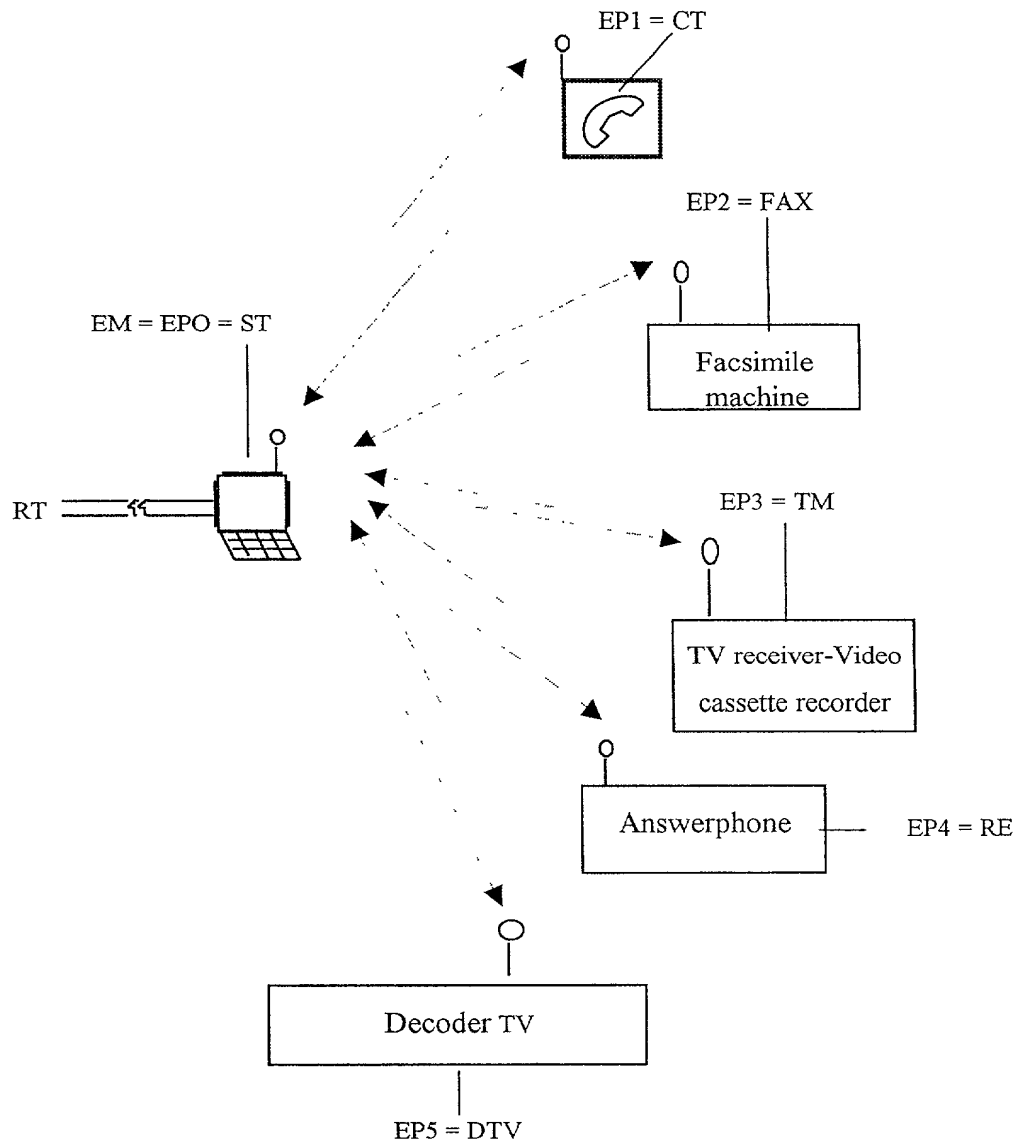 EP1 = CT
EP2 = FAX
Facsimile
machine
EM = EPO = ST
RT
EP3 = TM
TV receiver-Video
cassette recorder
Answerphone
EP4 = RE
Decoder TV
EP5 = DTV